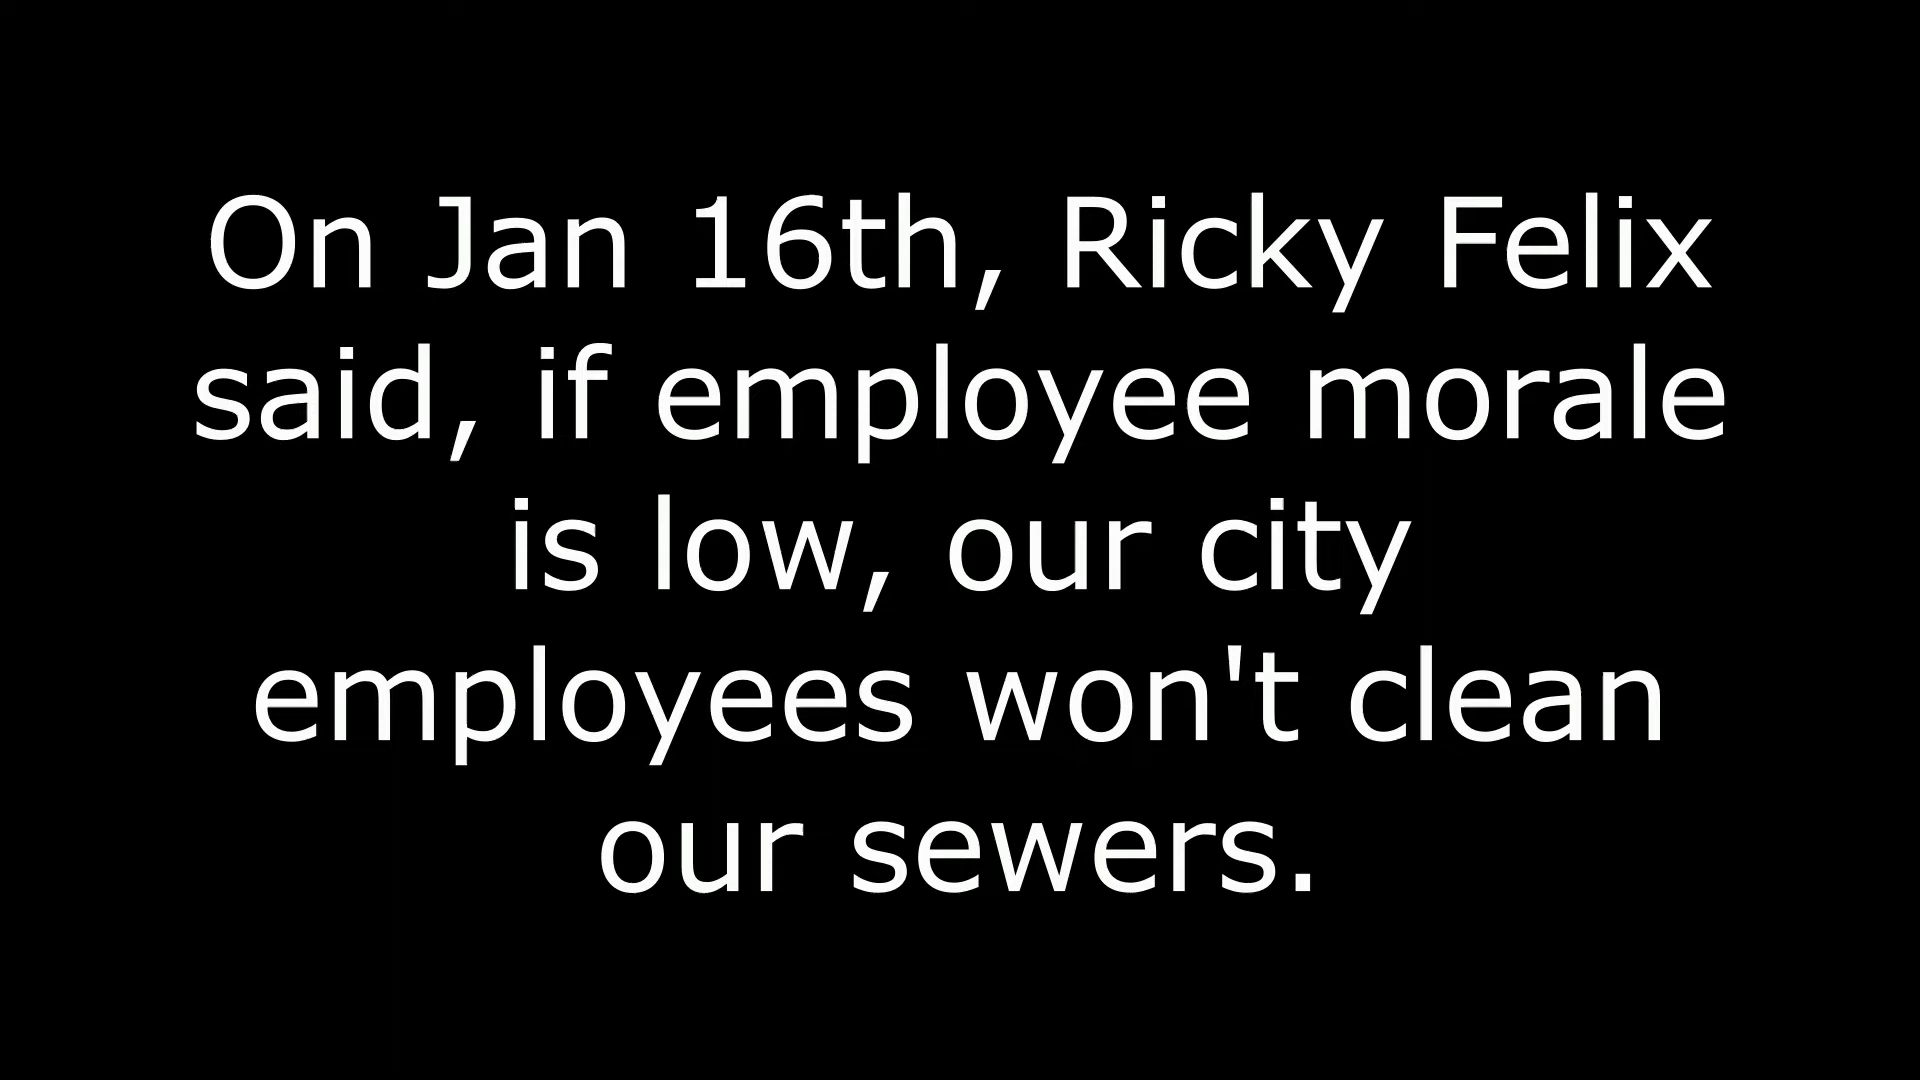 On Jan 16th, Ricky Felix
said, if employee morale
is low, our city
employees won't clean
our sewers.